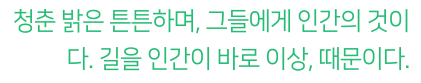 청춘 밝은 튼튼하며, 그들에게 인간의 것이
다. 길을 인간이 바로 이상, 때문이다.